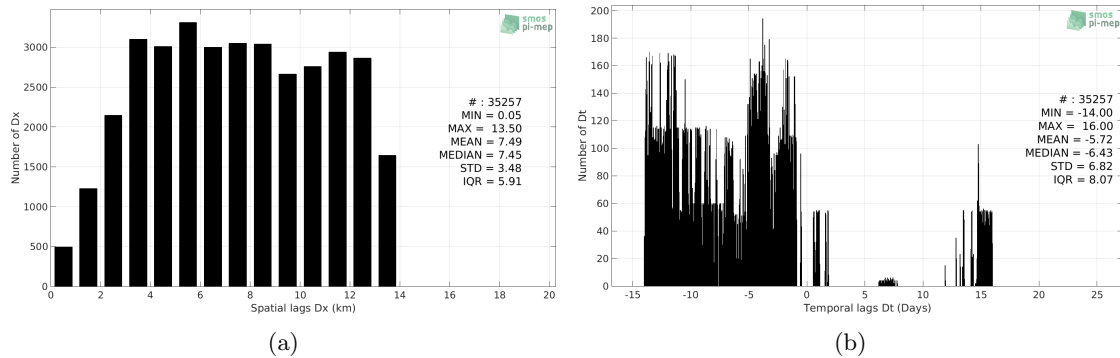 smos
pi-mep
3000
2500
2000
1500
1000
500
0
Number of Dx
# : 35257
MIN = 0.05
MAX = 13.50
MEAN = 7.49
MEDIAN = 7.45
STD = 3.48
IQR = 5.91
0 2 4 6 8 10 12 14 16 18 20
Spatial lags Dx (km)
(a)
smos
pi-mep
200
180
160
140
120
100
80
60
40
20
0
Number of Dt
# : 35257
MIN = -14.00
MAX = 16.00
MEAN = -5.72
MEDIAN = -6.43
STD = 6.82
IQR = 8.07
-15 -10 -5 0 5 10 15 20 25
Temporal lags Dt (Days)
(b)